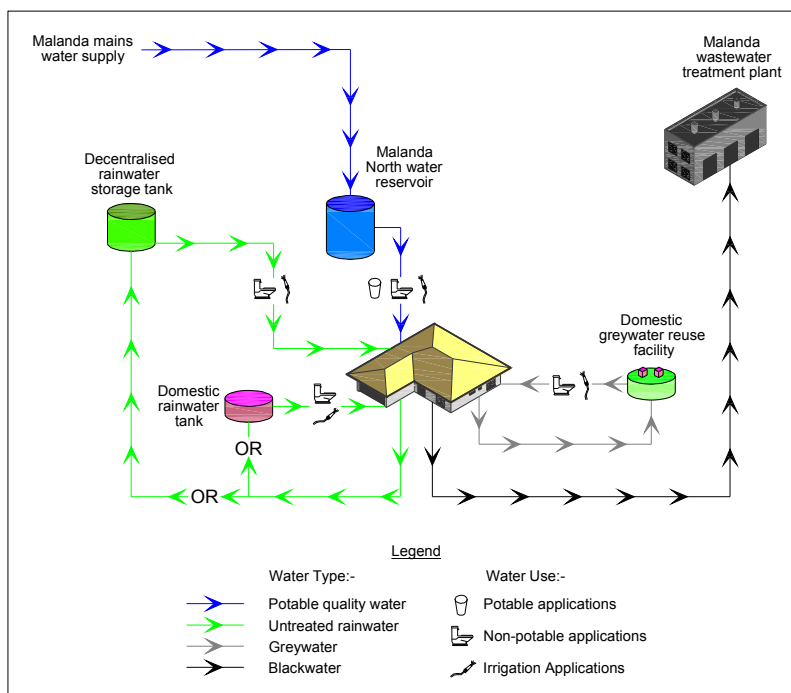 Malanda mains
water supply
Malanda
wastewater
treatment plant
Decentralised
rainwater
storage tank
Malanda
North water
reservoir
Domestic
greywater reuse
facility
Domestic
rainwater
tank
OR
OR
Legend
Water Type:-
Water Use:-
Potable quality water
Potable applications
Untreated rainwater
Non-potable applications
Greywater
Blackwater
Irrigation Applications